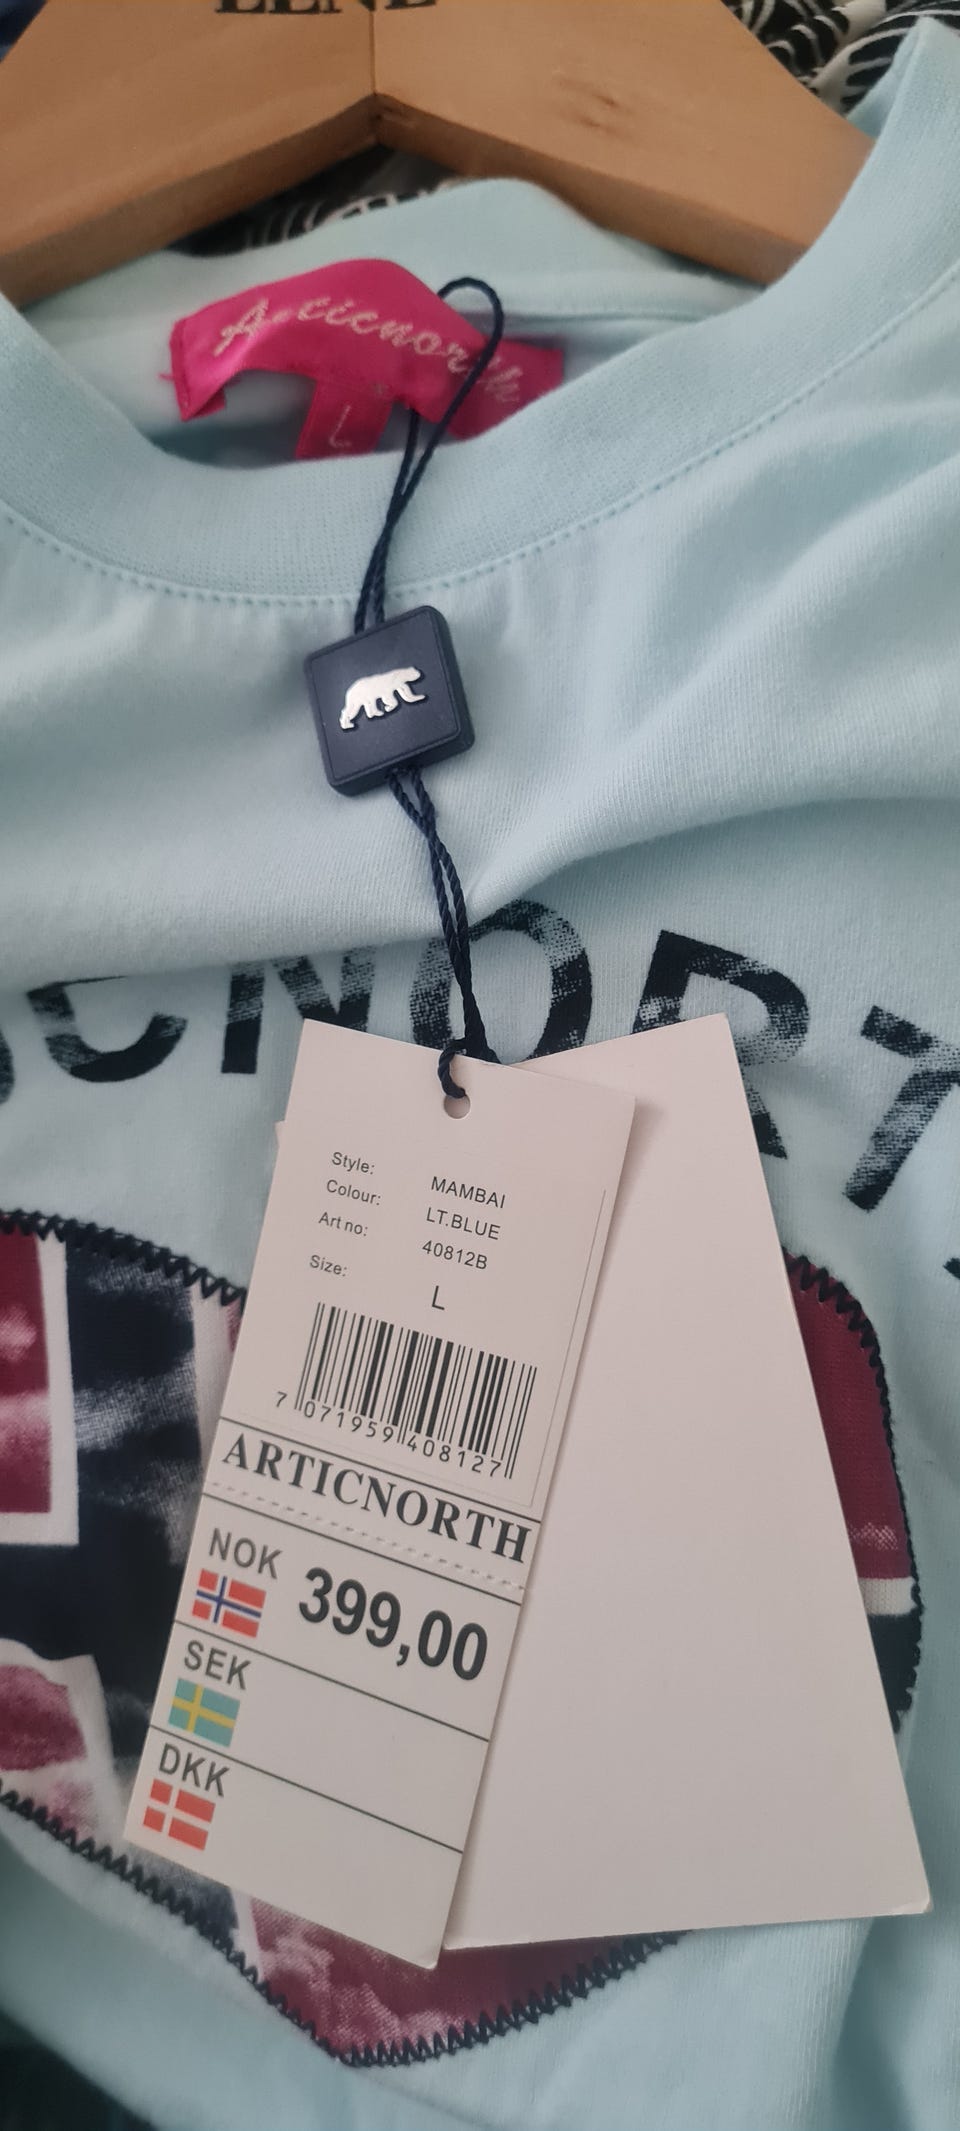 Articnorth
L
CNORT
Style: MAMBAI
Colour: LT.BLUE
Art no: 40812B
Size: L
7 071959 408127
ARTICNORTH
NOK 399,00
SEK
DKK